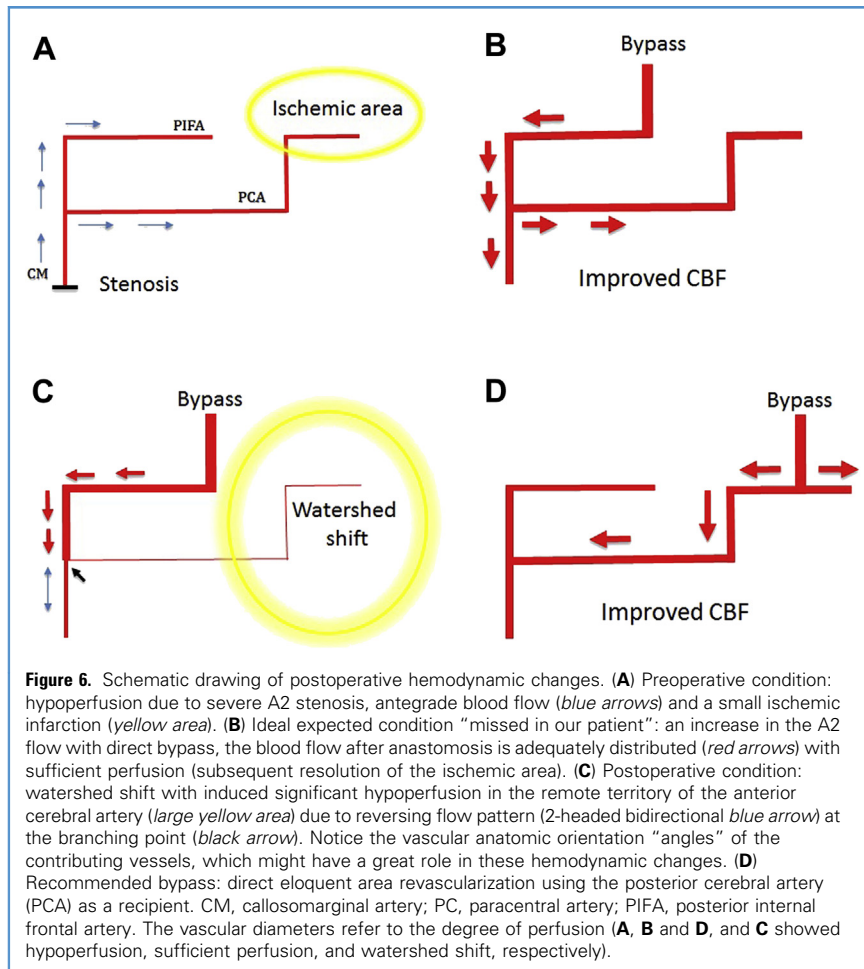 A
PIFA
Ischemic area
PCA
CM
Stenosis
B
Bypass
Improved CBF
C
Bypass
Watershed
shift
D
Bypass
Improved CBF
Figure 6. Schematic drawing of postoperative hemodynamic changes. (A) Preoperative condition:
hypoperfusion due to severe A2 stenosis, antegrade blood flow (blue arrows) and a small ischemic
infarction (yellow area). (B) Ideal expected condition “missed in our patient”: an increase in the A2
flow with direct bypass, the blood flow after anastomosis is adequately distributed (red arrows) with
sufficient perfusion (subsequent resolution of the ischemic area). (C) Postoperative condition:
watershed shift with induced significant hypoperfusion in the remote territory of the anterior
cerebral artery (large yellow area) due to reversing flow pattern (2-headed bidirectional blue arrow) at
the branching point (black arrow). Notice the vascular anatomic orientation “angles” of the
contributing vessels, which might have a great role in these hemodynamic changes. (D)
Recommended bypass: direct eloquent area revascularization using the posterior cerebral artery
(PCA) as a recipient. CM, callosomarginal artery; PC, paracentral artery; PIFA, posterior internal
frontal artery. The vascular diameters refer to the degree of perfusion (A, B and D, and C showed
hypoperfusion, sufficient perfusion, and watershed shift, respectively).